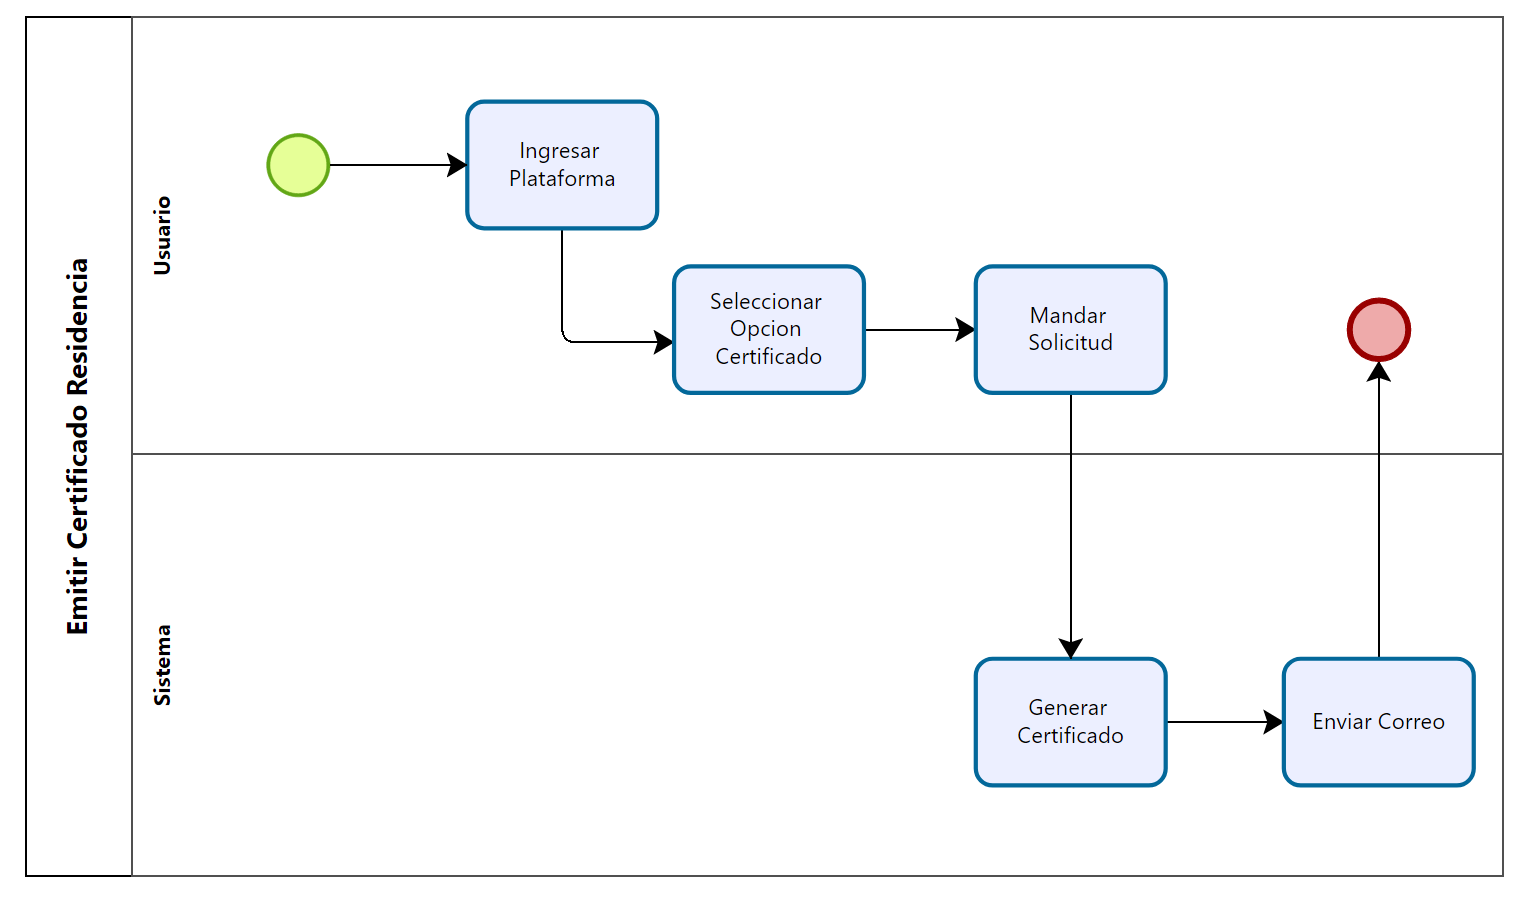 Emitir Certificado Residencia
Usuario
Ingresar
Plataforma
Seleccionar
Opcion
Certificado
Mandar
Solicitud
Sistema
Generar
Certificado
Enviar Correo